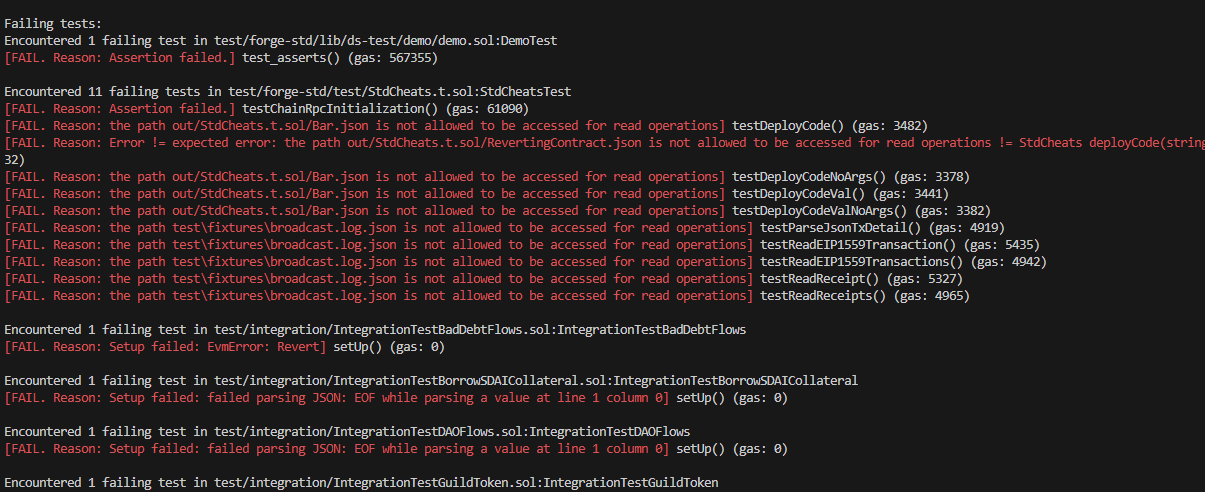 Failing tests:
Encountered 1 failing test in test/forge-std/lib/ds-test/demo/demo.sol:DemoTest
[FAIL. Reason: Assertion failed.] test_asserts() (gas: 567355)
Encountered 11 failing tests in test/forge-std/test/StdCheats.t.sol:StdCheatsTest
[FAIL. Reason: Assertion failed.] testChainRpcInitialization() (gas: 61090)
[FAIL. Reason: the path out/StdCheats.t.sol/Bar.json is not allowed to be accessed for read operations] testDeployCode() (gas: 3482)
[FAIL. Reason: Error != expected error: the path out/StdCheats.t.sol/RevertingContract.json is not allowed to be accessed for read operations != StdCheats deployCode(string
32)
[FAIL. Reason: the path out/StdCheats.t.sol/Bar.json is not allowed to be accessed for read operations] testDeployCodeNoArgs() (gas: 3378)
[FAIL. Reason: the path out/StdCheats.t.sol/Bar.json is not allowed to be accessed for read operations] testDeployCodeVal() (gas: 3441)
[FAIL. Reason: the path out/StdCheats.t.sol/Bar.json is not allowed to be accessed for read operations] testDeployCodeValNoArgs() (gas: 3382)
[FAIL. Reason: the path test\fixtures\broadcast.log.json is not allowed to be accessed for read operations] testParseJsonTxDetail() (gas: 4919)
[FAIL. Reason: the path test\fixtures\broadcast.log.json is not allowed to be accessed for read operations] testReadEIP1559Transaction() (gas: 5435)
[FAIL. Reason: the path test\fixtures\broadcast.log.json is not allowed to be accessed for read operations] testReadEIP1559Transactions() (gas: 4942)
[FAIL. Reason: the path test\fixtures\broadcast.log.json is not allowed to be accessed for read operations] testReadReceipt() (gas: 5327)
[FAIL. Reason: the path test\fixtures\broadcast.log.json is not allowed to be accessed for read operations] testReadReceipts() (gas: 4965)
Encountered 1 failing test in test/integration/IntegrationTestBadDebtFlows.sol:IntegrationTestBadDebtFlows
[FAIL. Reason: Setup failed: EvmError: Revert] setUp() (gas: 0)
Encountered 1 failing test in test/integration/IntegrationTestBorrowSDAICollateral.sol:IntegrationTestBorrowSDAICollateral
[FAIL. Reason: Setup failed: failed parsing JSON: EOF while parsing a value at line 1 column 0] setUp() (gas: 0)
Encountered 1 failing test in test/integration/IntegrationTestDAOFlows.sol:IntegrationTestDAOFlows
[FAIL. Reason: Setup failed: failed parsing JSON: EOF while parsing a value at line 1 column 0] setUp() (gas: 0)
Encountered 1 failing test in test/integration/IntegrationTestGuildToken.sol:IntegrationTestGuildToken